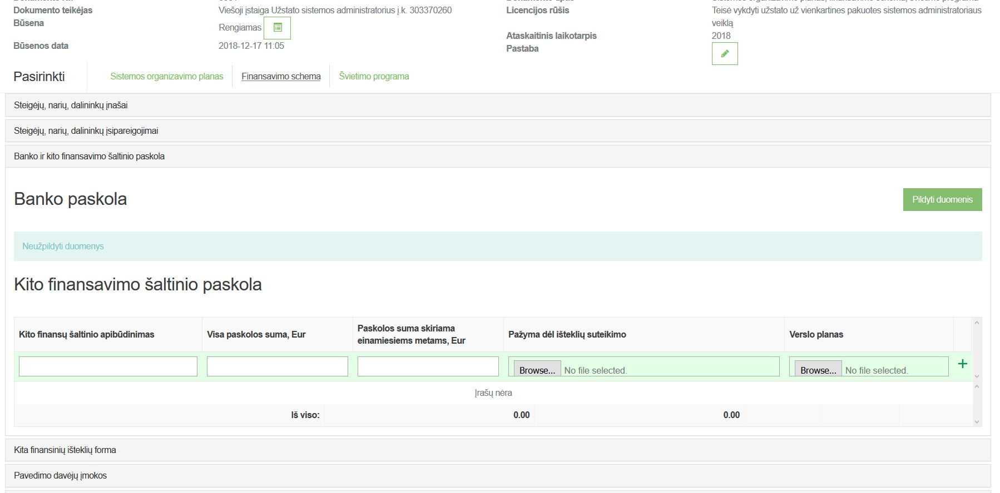 Dokumento teikėjas
Viešoji įstaiga Užstato sistemos administratorius į.k. 303370260
Būsena
Rengiamas
Būsenos data
2018-12-17 11:05
Licencijos rūšis
Teisė vykdyti užstato už vienkartines pakuotes sistemos administratoriaus
veiklą
Ataskaitinis laikotarpis
2018
Pastaba
Pasirinkti
Sistemos organizavimo planas
Finansavimo schema
Švietimo programa
Steigėjų, narių, dalininkų įnašai
Steigėjų, narių, dalininkų įsipareigojimai
Banko ir kito finansavimo šaltinio paskola
Banko paskola
Pildyti duomenis
Neužpildyti duomenys
Kito finansavimo šaltinio paskola
Kito finansų šaltinio apibūdinimas
Visa paskolos suma, Eur
Paskolos suma skiriama
einamiesiems metams, Eur
Pažyma dėl išteklių suteikimo
Verslo planas
Browse... No file selected.
Browse... No file selected.
Įrašų nėra
Iš viso:
0.00
0.00
Kita finansinių išteklių forma
Pavedimo davėjų įmokos